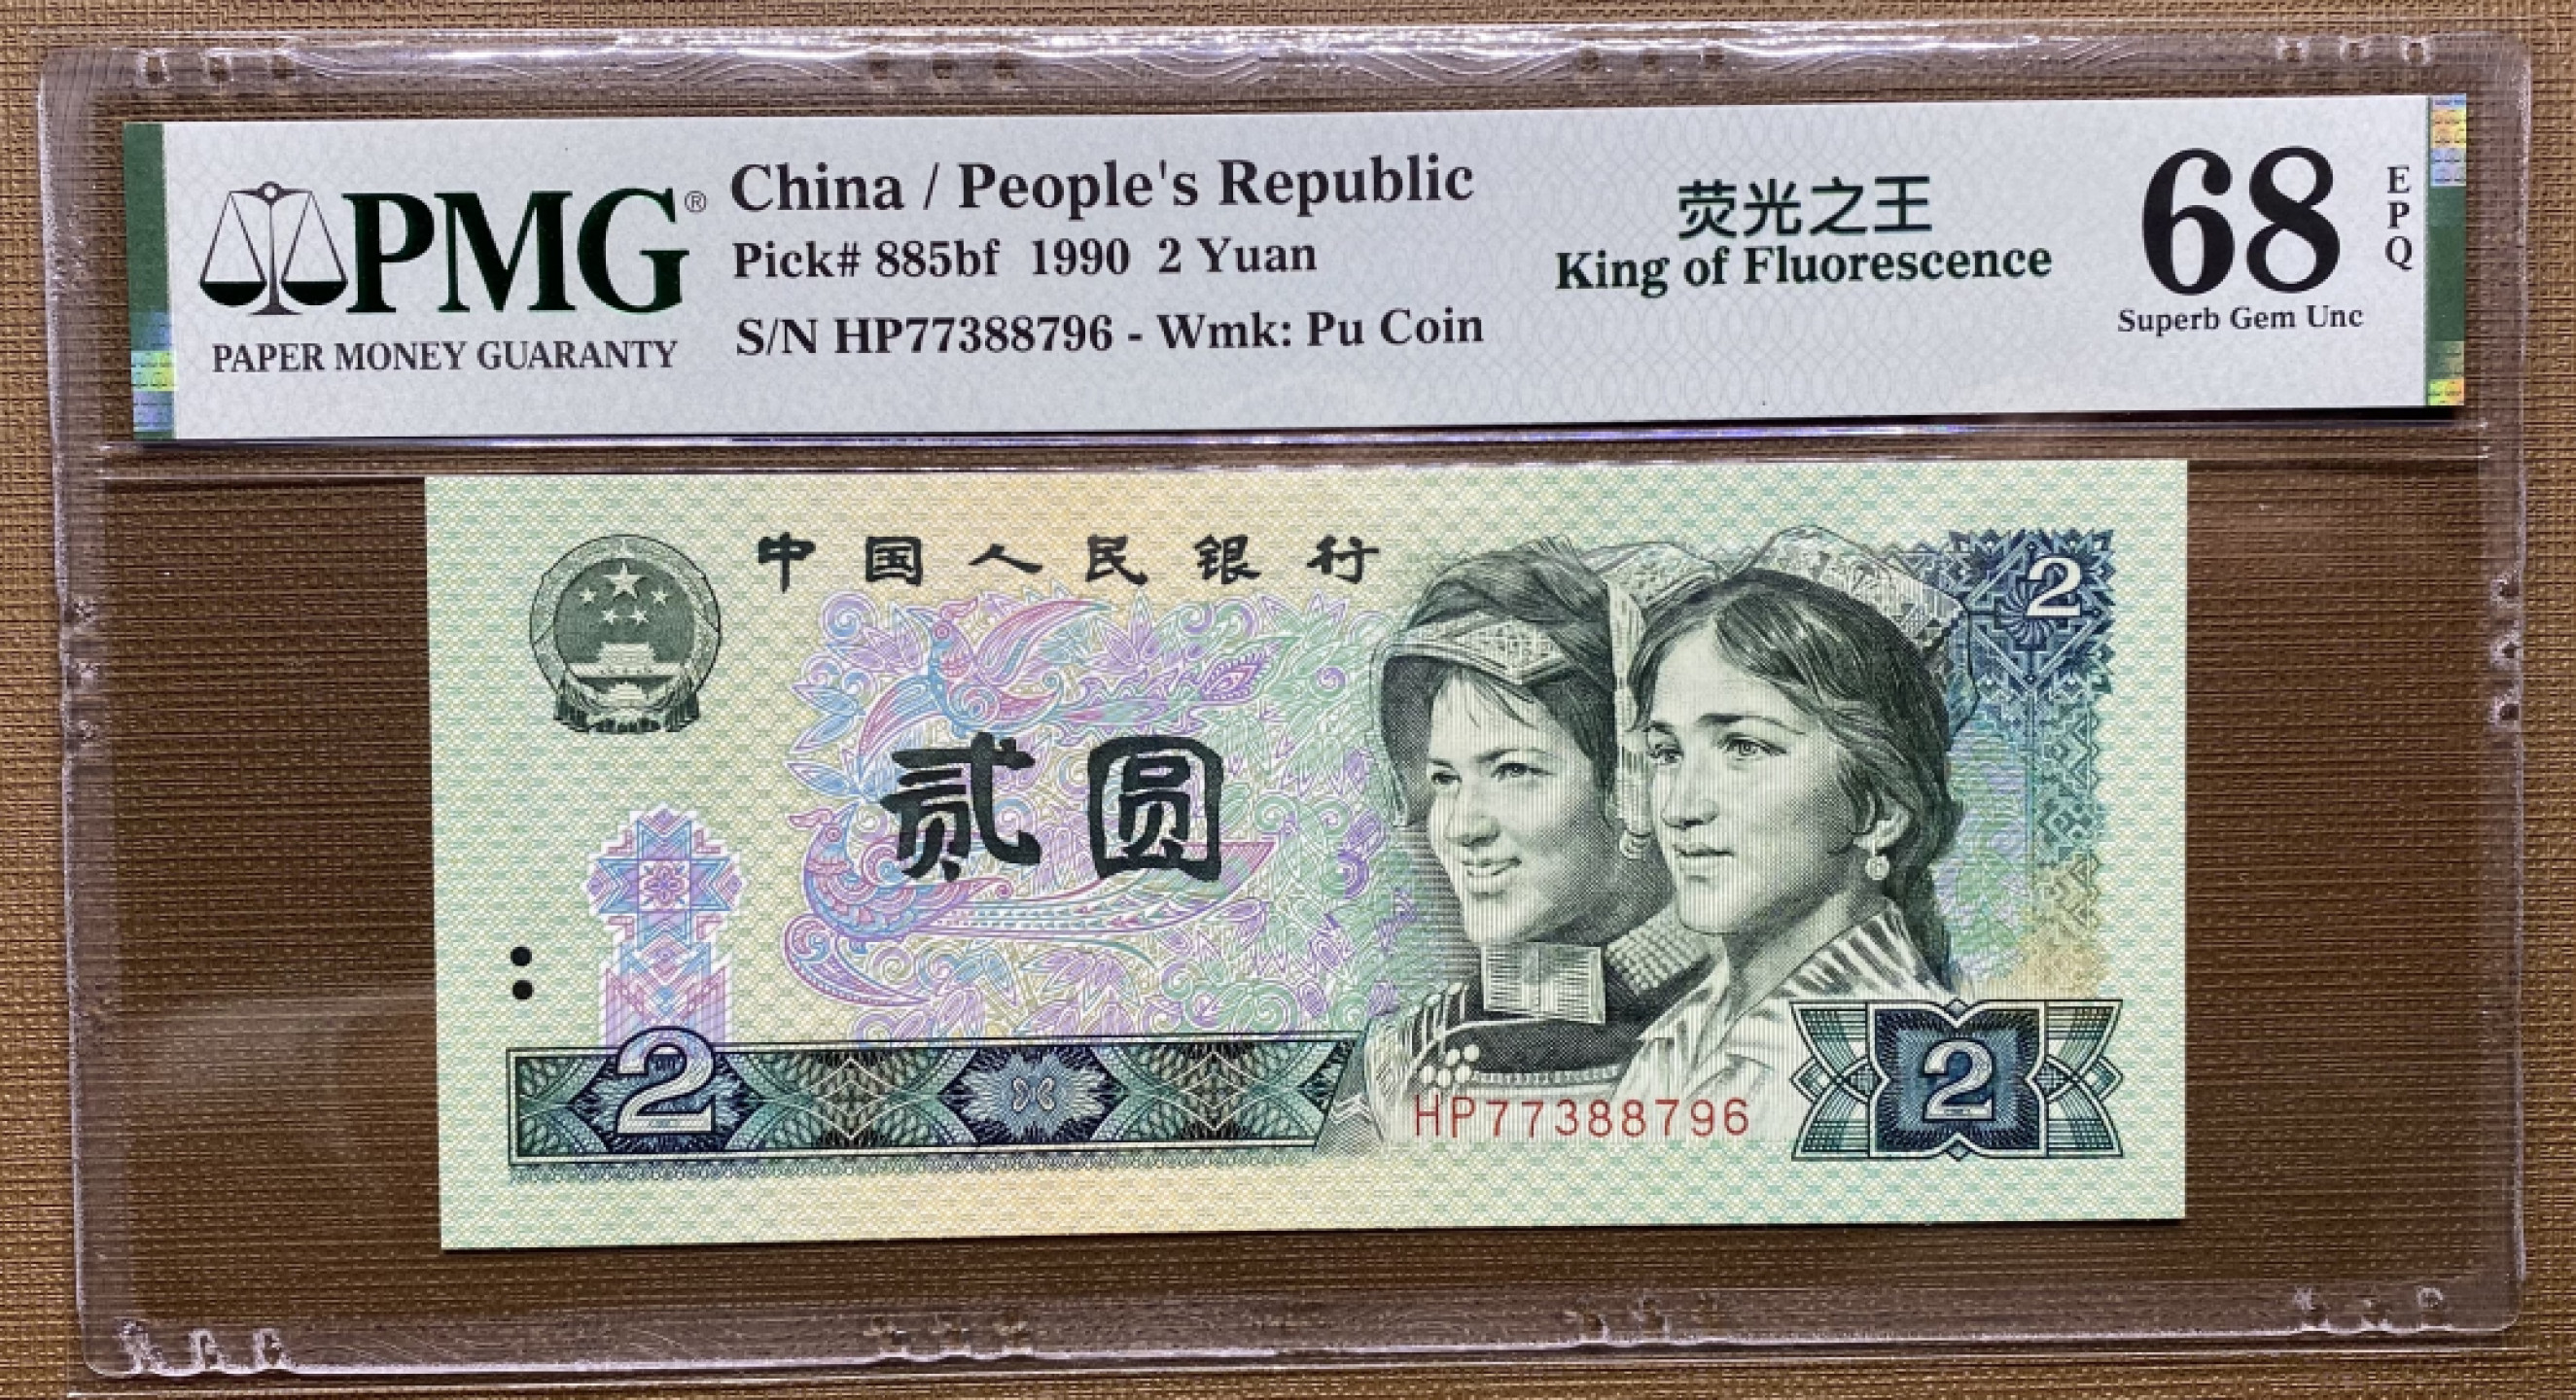 PMG®
PAPER MONEY GUARANTY
China / People's Republic
Pick# 885bf 1990 2 Yuan
S/N HP77388796 - Wmk: Pu Coin
荧光之王
King of Fluorescence
68
EPQ
Superb Gem Unc
中国人民银行
2
贰圆
2
HP77388796
2